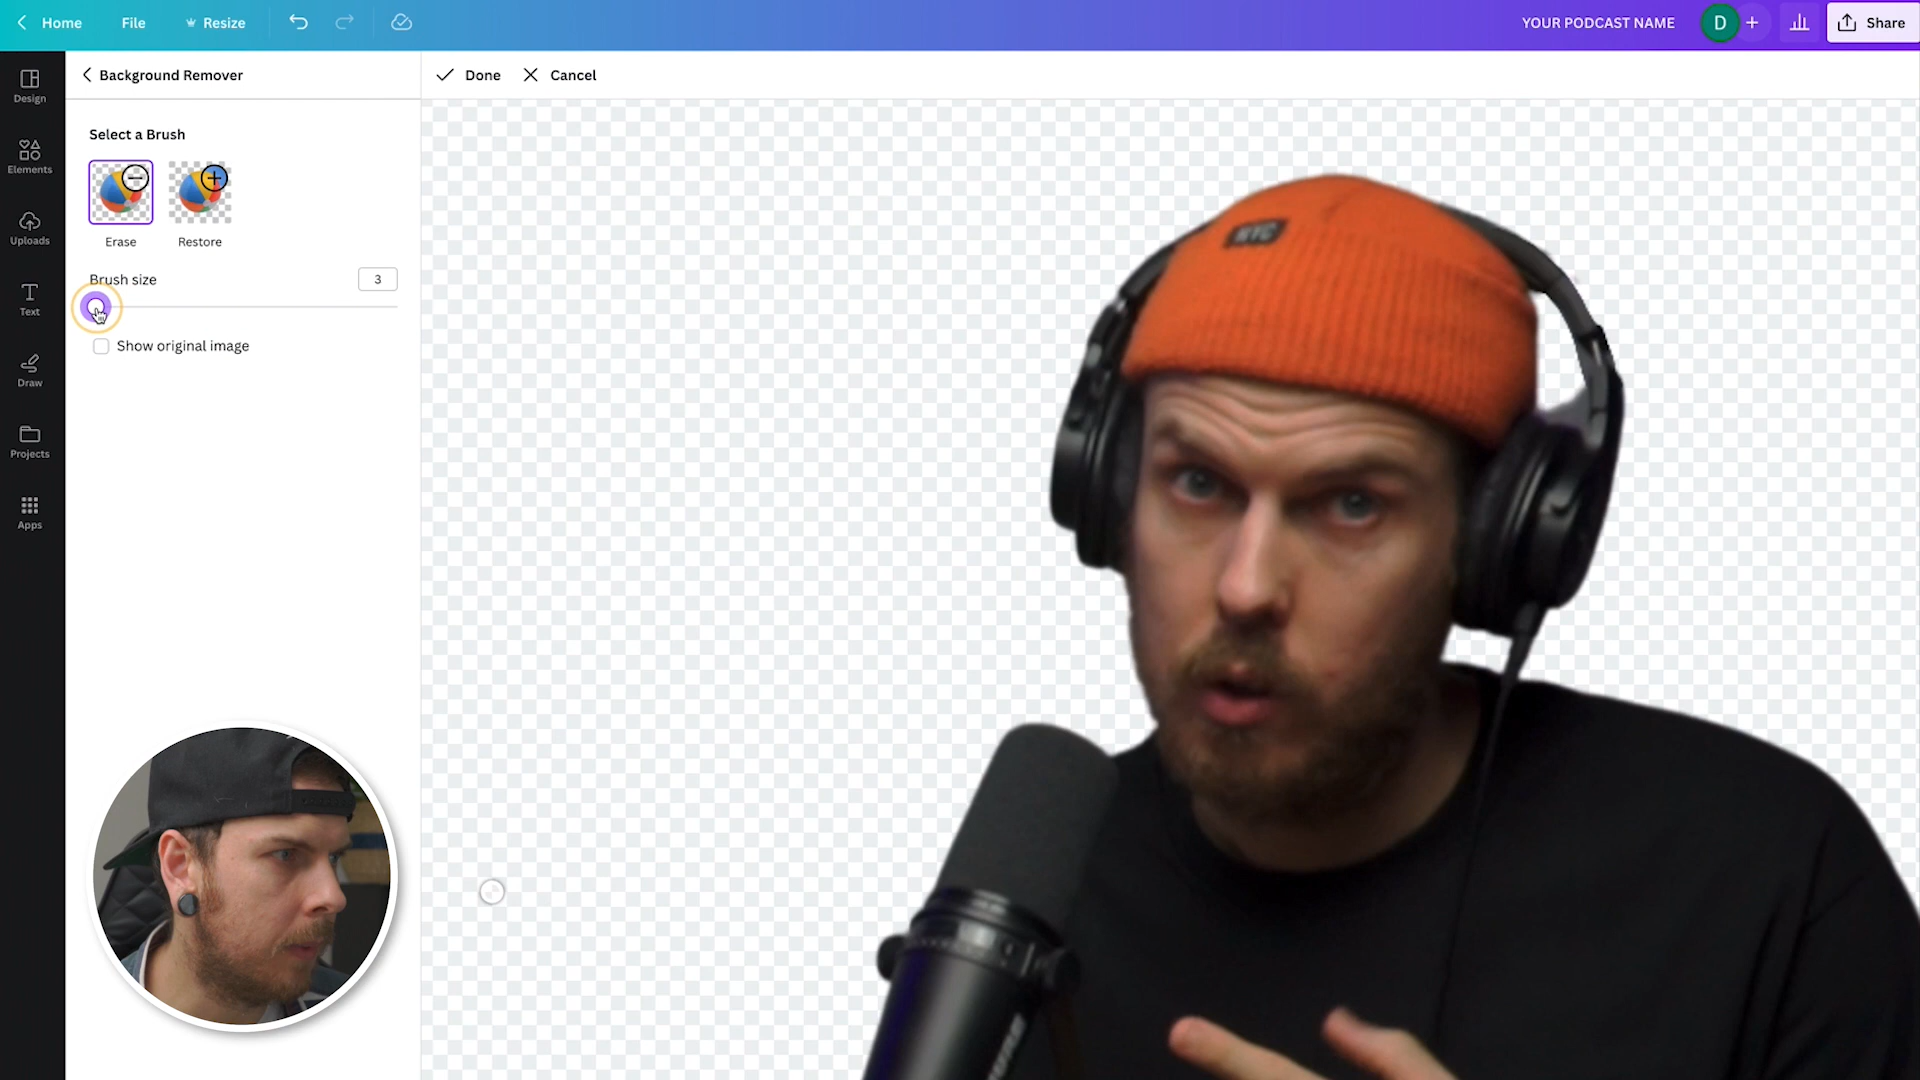 Home
File
Resize
YOUR PODCAST NAME
D
Share
Design
Elements
Uploads
Text
Draw
Projects
Apps
Background Remover
Done
Cancel
Select a Brush
Erase
Restore
Brush size
3
Show original image
NYC